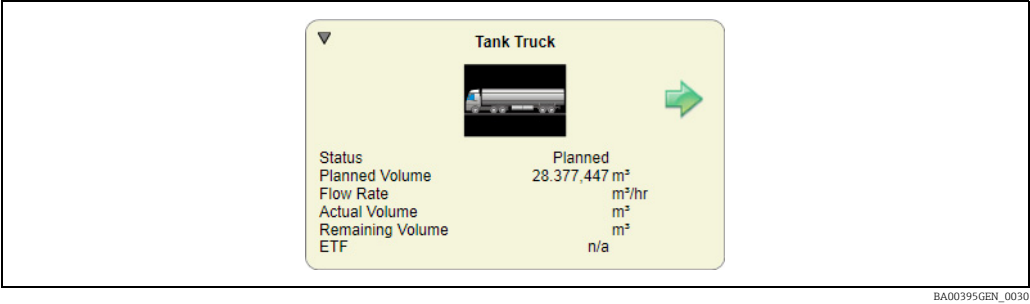 Tank Truck
Status Planned
Planned Volume 28.377,447 m³
Flow Rate m³/hr
Actual Volume m³
Remaining Volume m³
ETF n/a
BA00395GEN_0030